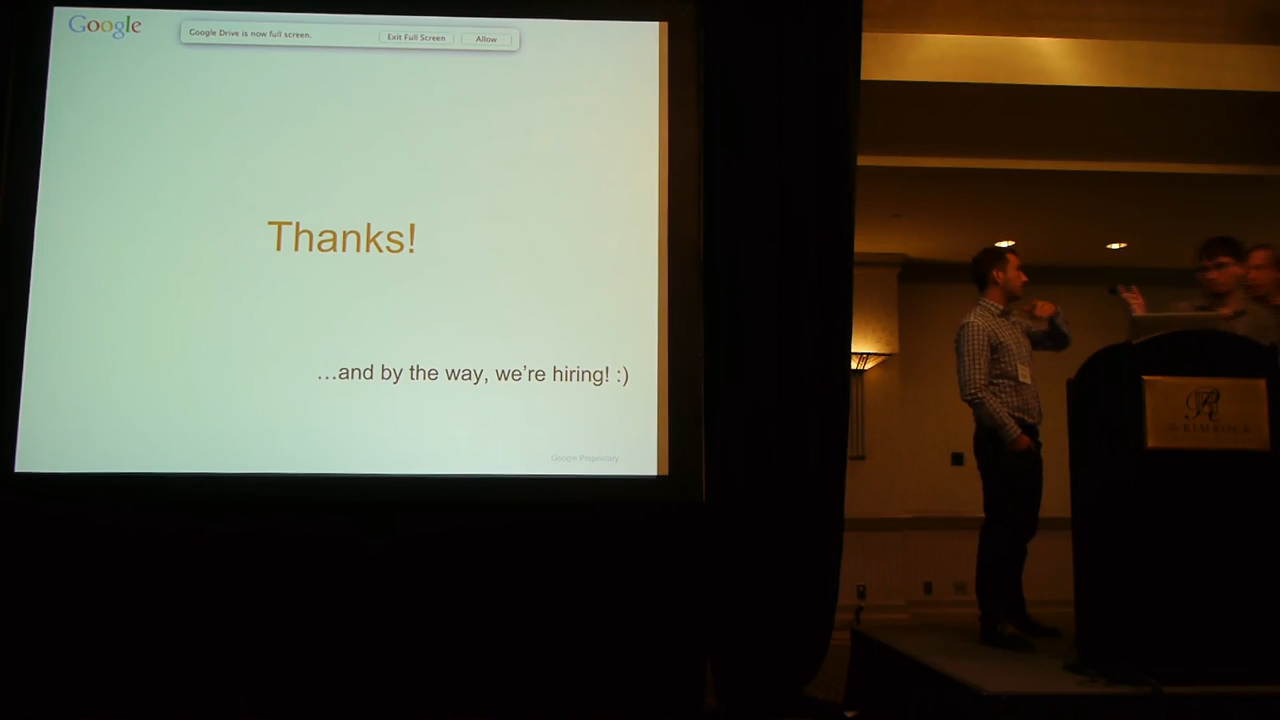 Google
Google Drive is now full screen.
Exit Full Screen
Allow
Thanks!
...and by the way, we're hiring! :)
Google Proprietary
R
RIMROCK